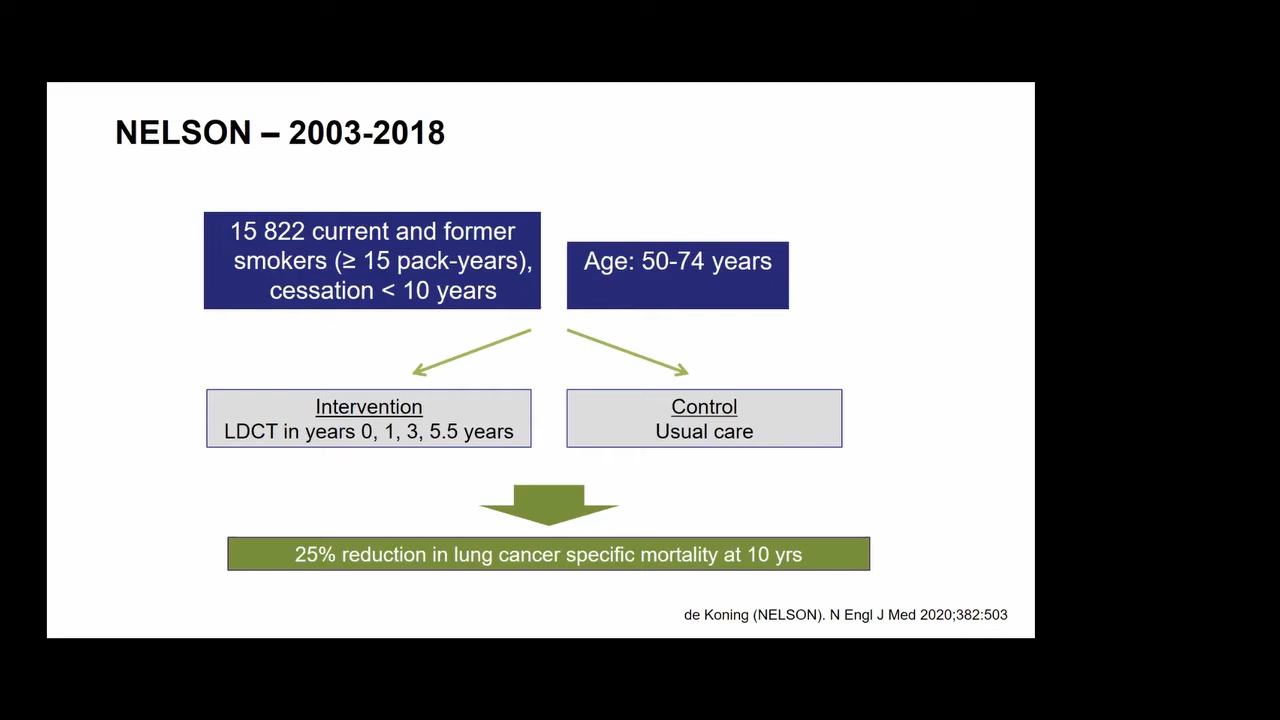 NELSON – 2003-2018
15 822 current and former
smokers (≥ 15 pack-years),
cessation < 10 years
Age: 50-74 years
Intervention
LDCT in years 0, 1, 3, 5.5 years
Control
Usual care
25% reduction in lung cancer specific mortality at 10 yrs
de Koning (NELSON). N Engl J Med 2020;382:503